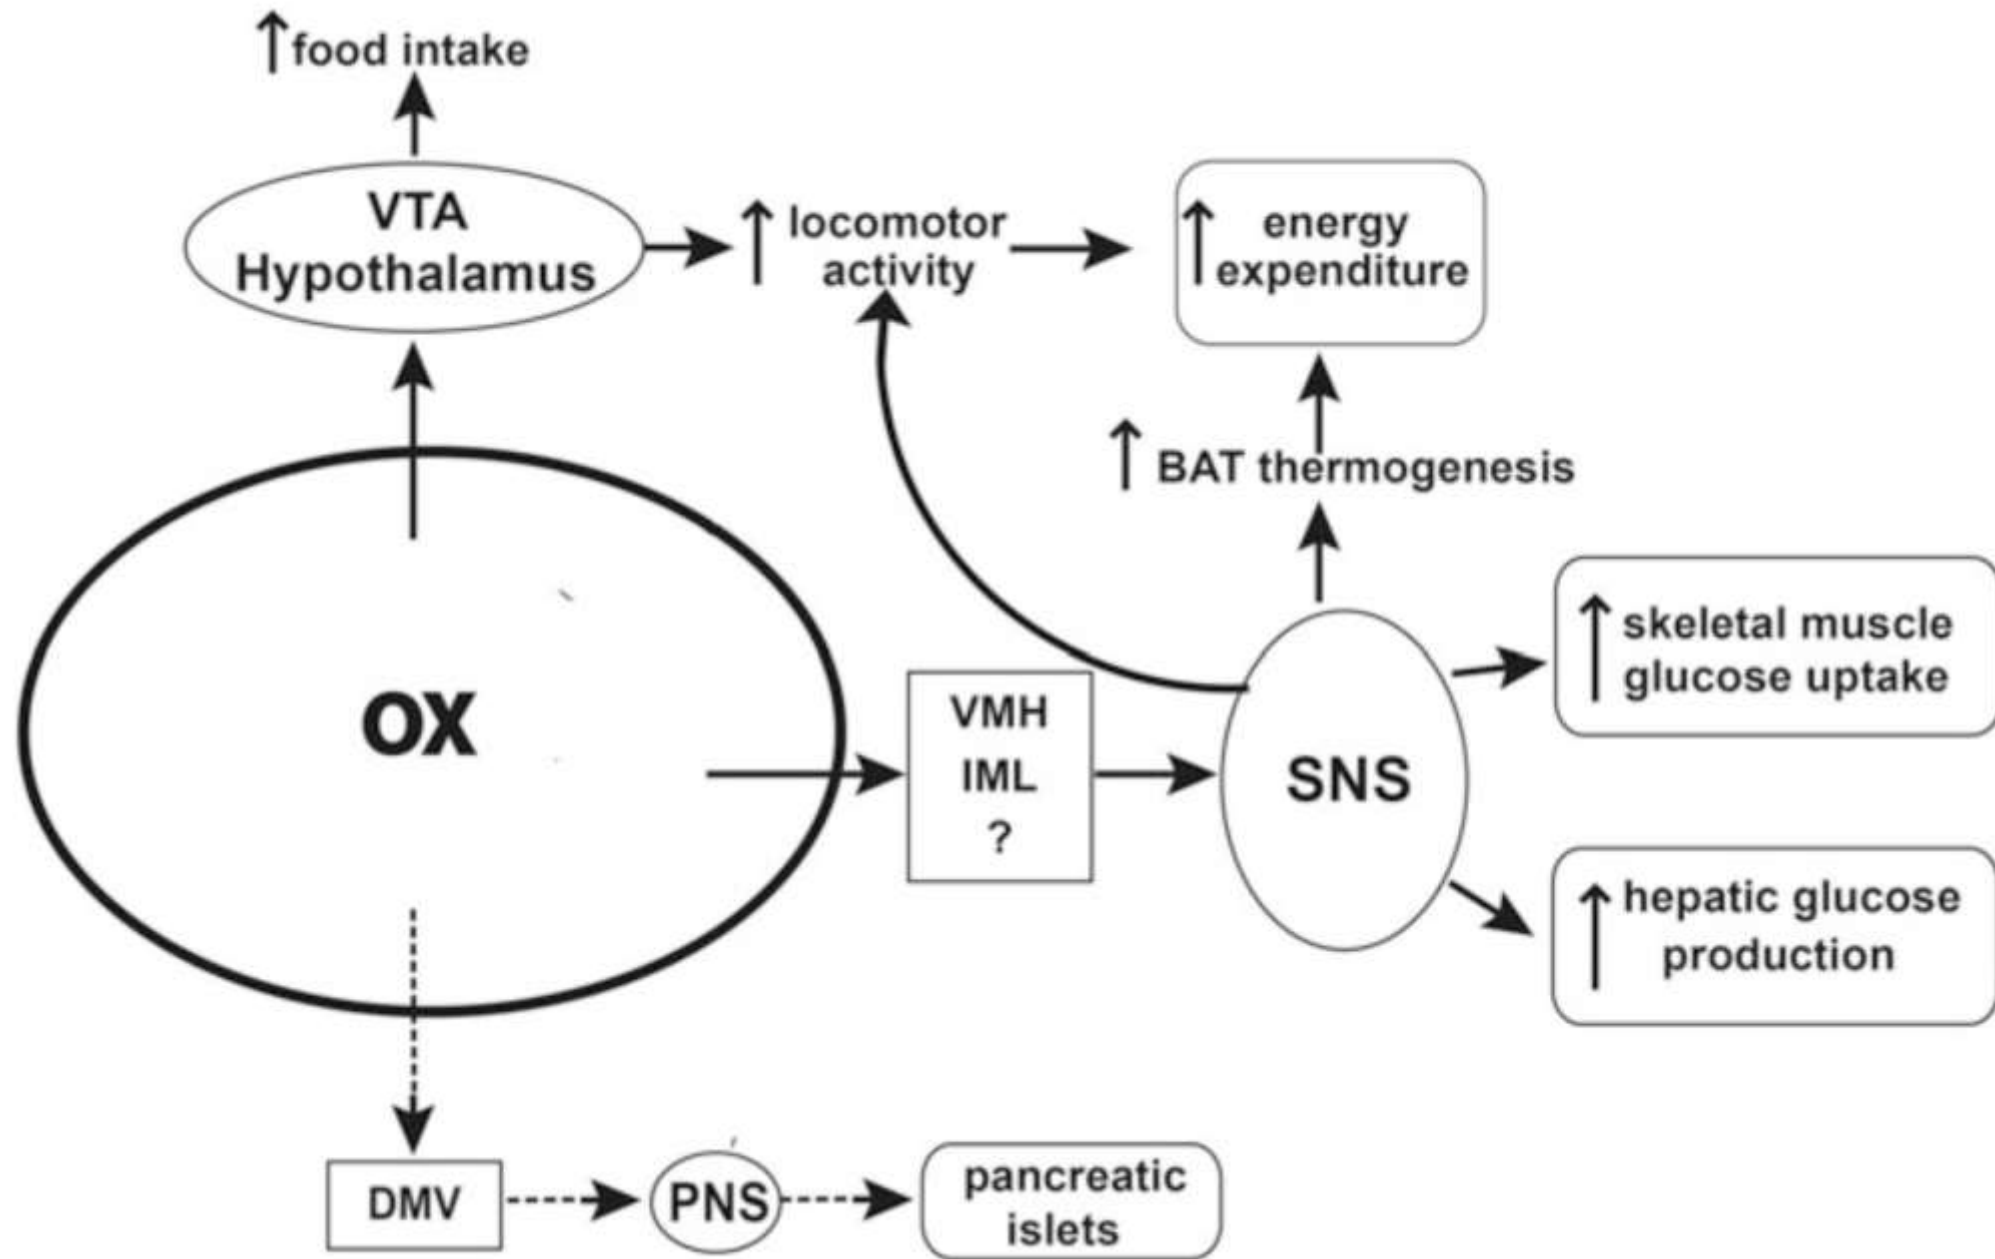 ↑ food intake
VTA
Hypothalamus
↑ locomotor
activity
↑ energy
expenditure
↑ BAT thermogenesis
OX
VMH
IML
?
SNS
↑ skeletal muscle
glucose uptake
↑ hepatic glucose
production
DMV
PNS
pancreatic
islets